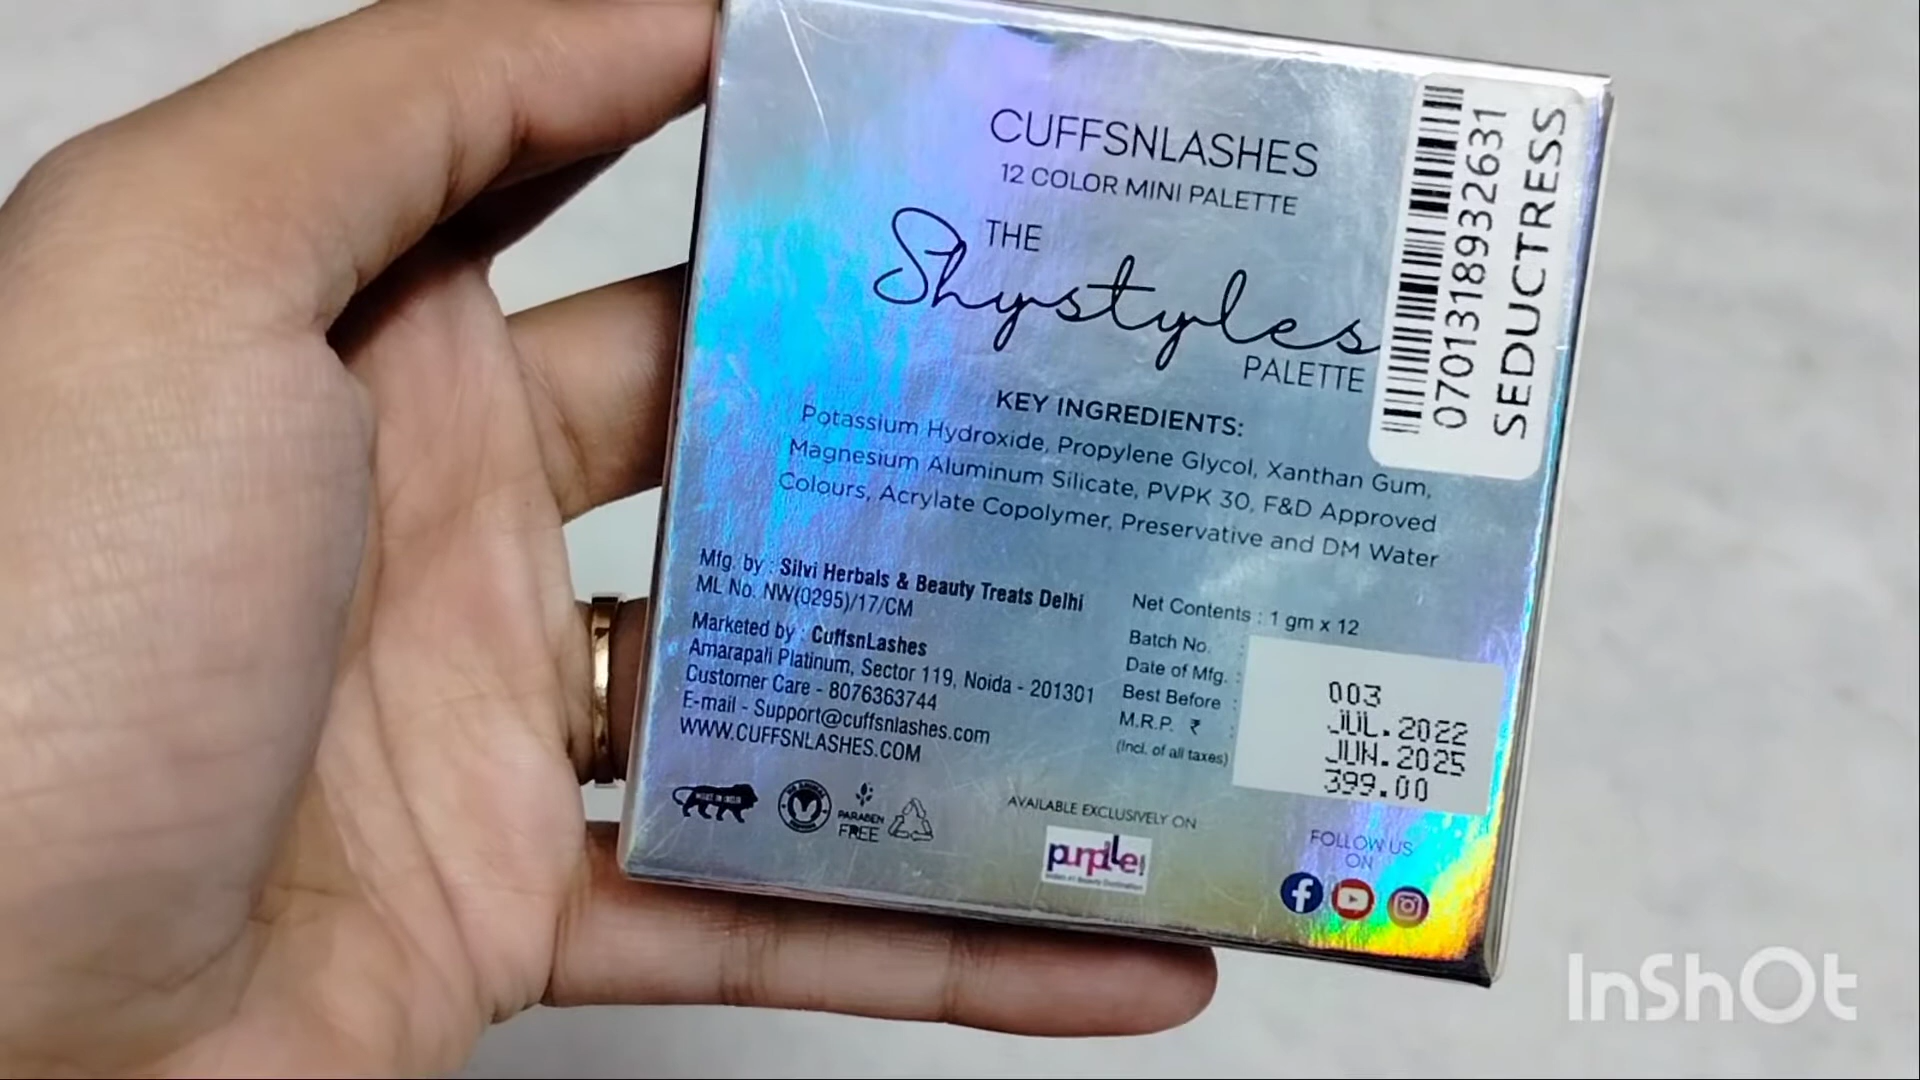 CUFFSNLASHES
12 COLOR MINI PALETTE
THE
Shystyles
PALETTE
0701318932631
SEDUCTRESS
KEY INGREDIENTS:
Potassium Hydroxide, Propylene Glycol, Xanthan Gum,
Magnesium Aluminum Silicate, PVPK 30, F&D Approved
Colours, Acrylate Copolymer, Preservative and DM Water
Mfg. by : Silvi Herbals & Beauty Treats Delhi
ML No. NW(0295)/17/CM
Marketed by : CuffsnLashes
Amarapali Platinum, Sector 119, Noida - 201301
Customer Care - 8076363744
E-mail - Support@cuffsnlashes.com
WWW.CUFFSNLASHES.COM
Net Contents : 1 gm x 12
Batch No. : 003
Date of Mfg. : JUL.2022
Best Before : JUN.2025
M.R.P. ₹ : 399.00
(Incl. of all taxes)
MAKE IN INDIA
PARABEN
FREE
AVAILABLE EXCLUSIVELY ON
purplle!
FOLLOW US
ON
InShOt